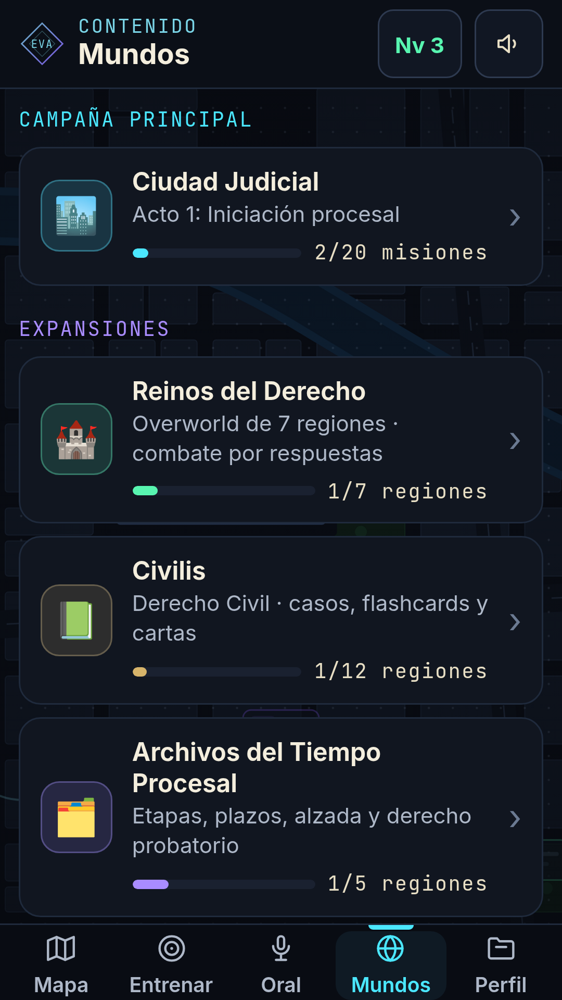 EVA
CONTENIDO
Mundos
Nv 3
CAMPAÑA PRINCIPAL
Ciudad Judicial
Acto 1: Iniciación procesal
2/20 misiones
EXPANSIONES
Reinos del Derecho
Overworld de 7 regiones ·
combate por respuestas
1/7 regiones
Civilis
Derecho Civil · casos, flashcards y
cartas
1/12 regiones
Archivos del Tiempo
Procesal
Etapas, plazos, alzada y derecho
probatorio
1/5 regiones
Mapa
Entrenar
Oral
Mundos
Perfil